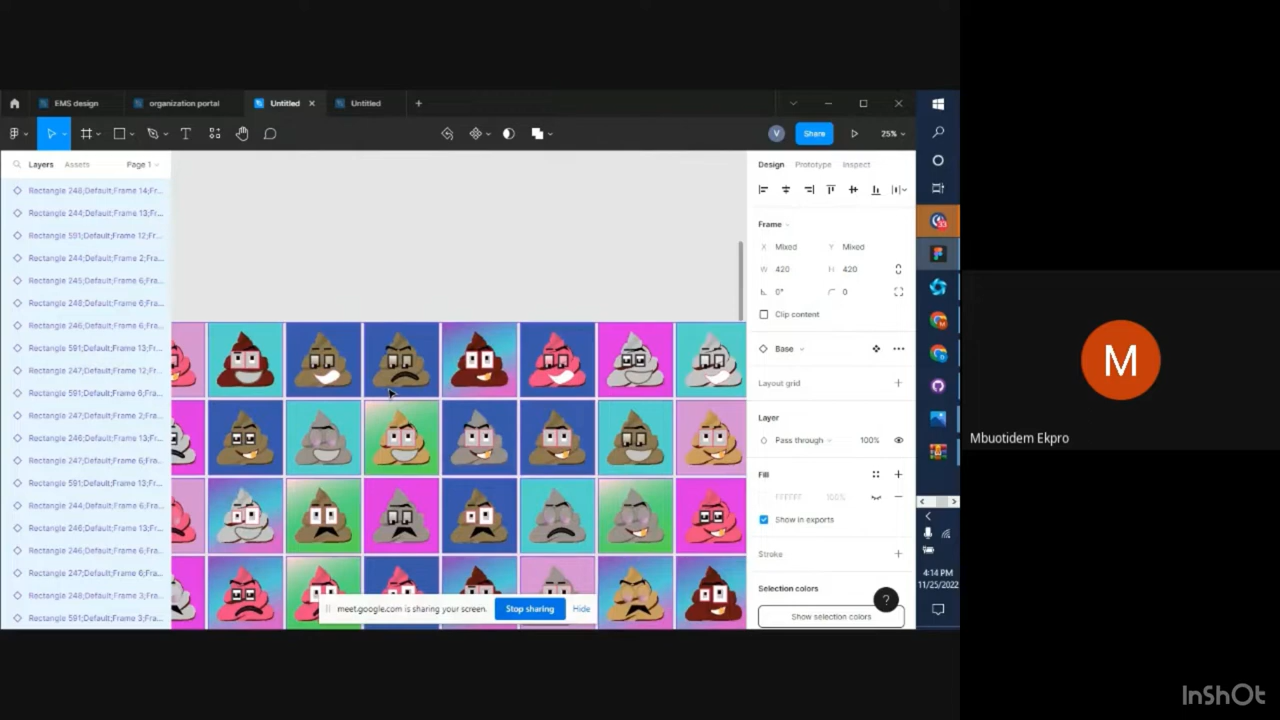 EMS design
organization portal
Untitled
Untitled
V
Share
25%
Layers
Assets
Page 1
Design
Prototype
Inspect
Rectangle 248;Default;Frame 14;Fr...
Rectangle 244;Default;Frame 13;Fr...
Rectangle 591;Default;Frame 12;Fr...
Rectangle 244;Default;Frame 2;Fra...
Rectangle 245;Default;Frame 6;Fra...
Rectangle 248;Default;Frame 6;Fra...
Rectangle 246;Default;Frame 6;Fra...
Rectangle 591;Default;Frame 13;Fr...
Rectangle 247;Default;Frame 12;Fr...
Rectangle 591;Default;Frame 6;Fra...
Rectangle 247;Default;Frame 2;Fra...
Rectangle 246;Default;Frame 13;Fr...
Rectangle 247;Default;Frame 6;Fra...
Rectangle 591;Default;Frame 13;Fr...
Rectangle 244;Default;Frame 6;Fra...
Rectangle 246;Default;Frame 13;Fr...
Rectangle 246;Default;Frame 6;Fra...
Rectangle 247;Default;Frame 6;Fra...
Rectangle 248;Default;Frame 3;Fra...
Rectangle 591;Default;Frame 3;Fra...
Frame
X Mixed Y Mixed
W 420 H 420
0° 0
Clip content
Base
Layout grid
Layer
Pass through 100%
Fill
FFFFFF 100%
Show in exports
Stroke
Selection colors
?
Show selection colors
meet.google.com is sharing your screen.
Stop sharing
Hide
4:14 PM
11/25/2022
M
Mbuotidem Ekpro
InShOt